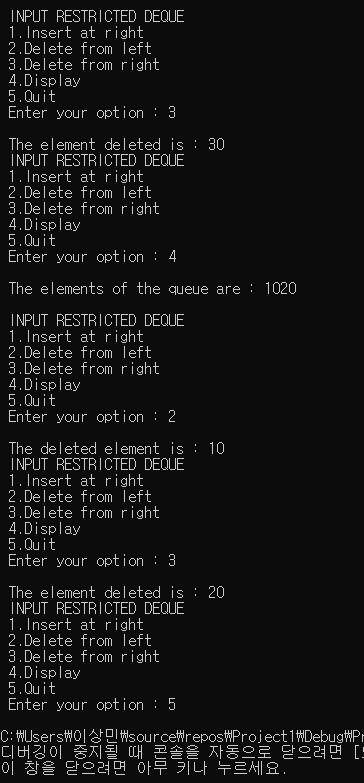 INPUT RESTRICTED DEQUE
1.Insert at right
2.Delete from left
3.Delete from right
4.Display
5.Quit
Enter your option : 3
The element deleted is : 30
INPUT RESTRICTED DEQUE
1.Insert at right
2.Delete from left
3.Delete from right
4.Display
5.Quit
Enter your option : 4
The elements of the queue are : 1020
INPUT RESTRICTED DEQUE
1.Insert at right
2.Delete from left
3.Delete from right
4.Display
5.Quit
Enter your option : 2
The deleted element is : 10
INPUT RESTRICTED DEQUE
1.Insert at right
2.Delete from left
3.Delete from right
4.Display
5.Quit
Enter your option : 3
The element deleted is : 20
INPUT RESTRICTED DEQUE
1.Insert at right
2.Delete from left
3.Delete from right
4.Display
5.Quit
Enter your option : 5
C:₩Users₩이상민₩source₩repos₩Project1₩Debug₩Pr
디버깅이 중지될 때 콘솔을 자동으로 닫으려면 [
이 창을 닫으려면 아무 키나 누르세요.